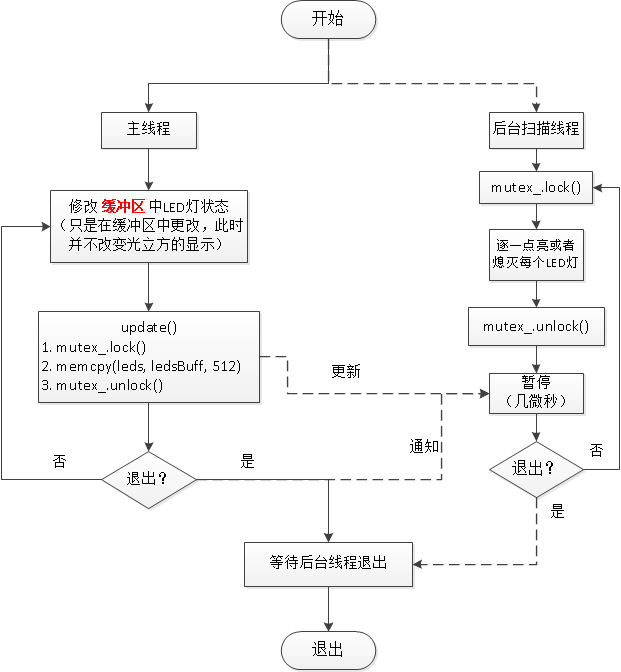 开始
主线程
后台扫描线程
修改 缓冲区 中LED灯状态
（只是在缓冲区中更改，此时
并不改变光立方的显示）
mutex_.lock()
逐一点亮或者
熄灭每个LED灯
update()
1. mutex_.lock()
2. memcpy(leds, ledsBuff, 512)
3. mutex_.unlock()
mutex_.unlock()
更新
暂停
（几微秒）
通知
否
退出？
是
退出？
否
是
等待后台线程退出
退出